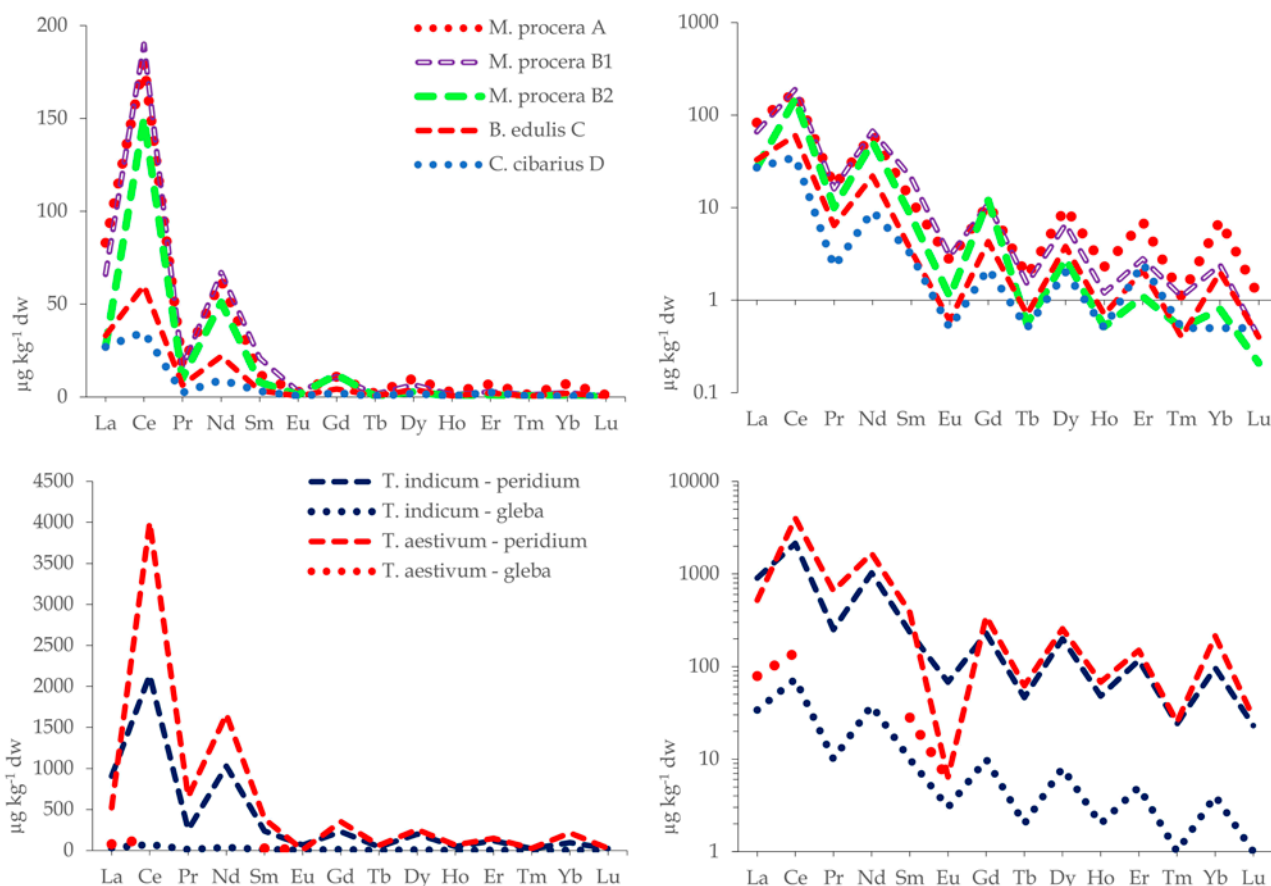 200
150
100
50
0
µg kg⁻¹ dw
La Ce Pr Nd Sm Eu Gd Tb Dy Ho Er Tm Yb Lu
M. procera A
M. procera B1
M. procera B2
B. edulis C
C. cibarius D
1000
100
10
1
0.1
µg kg⁻¹ dw
La Ce Pr Nd Sm Eu Gd Tb Dy Ho Er Tm Yb Lu
4500
4000
3500
3000
2500
2000
1500
1000
500
0
µg kg⁻¹ dw
La Ce Pr Nd Sm Eu Gd Tb Dy Ho Er Tm Yb Lu
T. indicum - peridium
T. indicum - gleba
T. aestivum - peridium
T. aestivum - gleba
10000
1000
100
10
1
µg kg⁻¹ dw
La Ce Pr Nd Sm Eu Gd Tb Dy Ho Er Tm Yb Lu